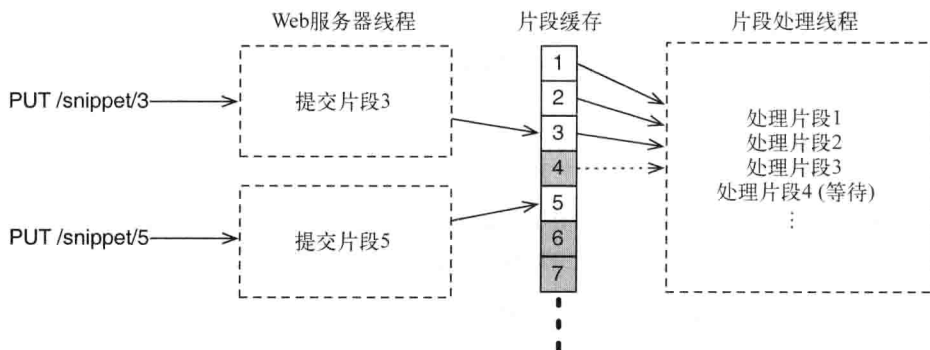 Web服务器线程
片段缓存
片段处理线程
PUT /snippet/3
提交片段3
PUT /snippet/5
提交片段5
1
2
3
4
5
6
7
处理片段1
处理片段2
处理片段3
处理片段4 (等待)
⋮